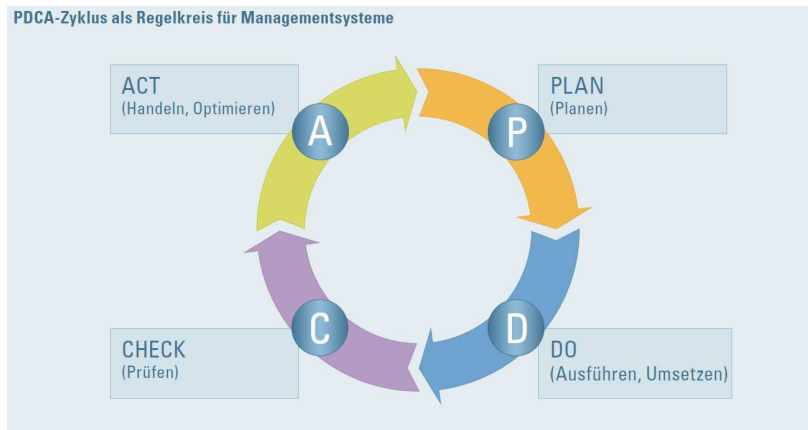 PDCA-Zyklus als Regelkreis für Managementsysteme
ACT
(Handeln, Optimieren)
A
PLAN
(Planen)
P
CHECK
(Prüfen)
C
DO
(Ausführen, Umsetzen)
D